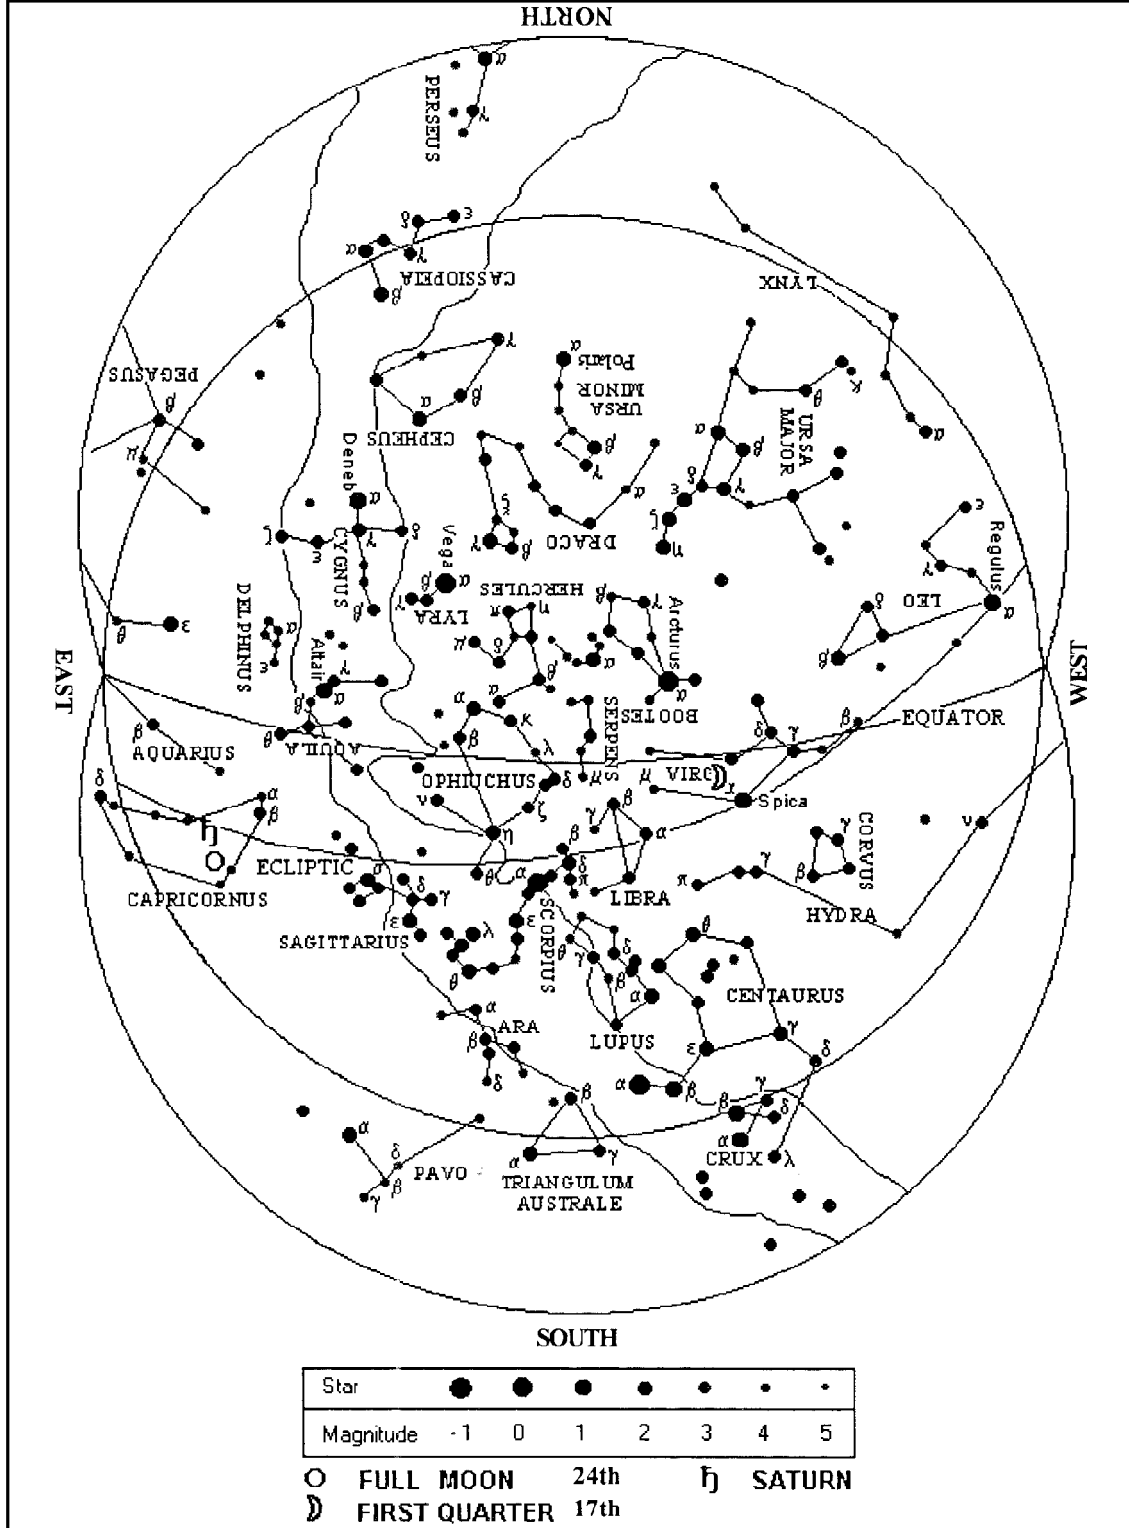 NORTH
α
PERSEUS
γ
δ
ε
α
γ
CASSIOPEIA
β
LYNX
γ
α
Polaris
PEGASUS
β
β
α
CEPHEUS
URSA
MINOR
κ
θ
URSA
MAJOR
α
α
β
μ
β
γ
Deneb
α
α
δ
ε
γ
ζ
ξ
ζ
ε
γ
δ
CYGNUS
γ
β
DRACO
η
ε
Regulus
γ
Vega
α
β
γ
LYRA
HERCULES
β
γ
LEO
α
δ
θ
ε
DELPHINUS
α
ε
β
π
η
μ
δ
α
Arcturus
β
EAST
Altair
γ
α
β
β
α
α
BOOTES
WEST
β
AQUARIUS
θ
AQUILA
α
β
κ
λ
SERPENS
δ
γ
β
EQUATOR
δ
OPHIUCHUS
δ
μ
μ
VIRGO
γ
Spica
α
β
ν
ζ
γ
β
ν
ħ
η
α
γ
CORVUS
ECLIPTIC
β
θ
α
δ
π
LIBRA
π
γ
β
CAPRICORNUS
σ
δ
γ
HYDRA
SAGITTARIUS
ε
ε
SCORPIUS
λ
θ
θ
δ
γ
β
θ
α
CENTAURUS
α
ARA
β
LUPUS
ε
γ
δ
δ
α
β
γ
β
β
δ
α
α
CRUX
λ
δ
PAVO
β
γ
α
γ
TRIANGULUM
AUSTRALE
SOUTH
Star
Magnitude -1 0 1 2 3 4 5
FULL MOON 24th ħ SATURN
FIRST QUARTER 17th